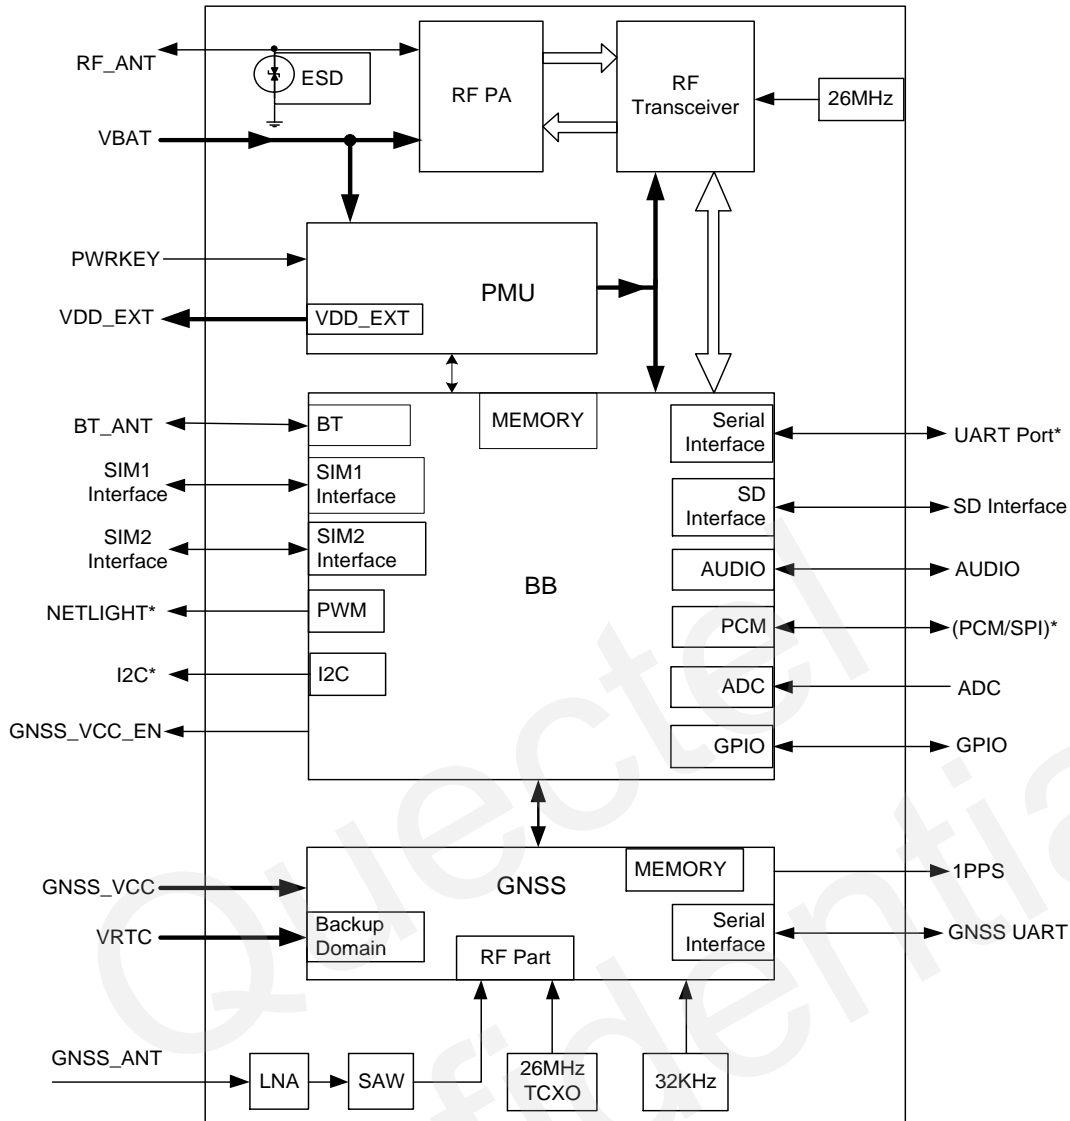 RF_ANT
ESD
RF PA
RF
Transceiver
26MHz
VBAT
PWRKEY
PMU
VDD_EXT
VDD_EXT
BT_ANT
BT
MEMORY
Serial
Interface
UART Port*
SIM1
Interface
SIM1
Interface
SD
Interface
SD Interface
SIM2
Interface
SIM2
Interface
BB
AUDIO
AUDIO
NETLIGHT*
PWM
PCM
(PCM/SPI)*
I2C*
I2C
ADC
ADC
GNSS_VCC_EN
GPIO
GPIO
GNSS_VCC
GNSS
MEMORY
1PPS
VRTC
Backup
Domain
RF Part
Serial
Interface
GNSS UART
GNSS_ANT
LNA
SAW
26MHz
TCXO
32KHz
Quectel
fidentia